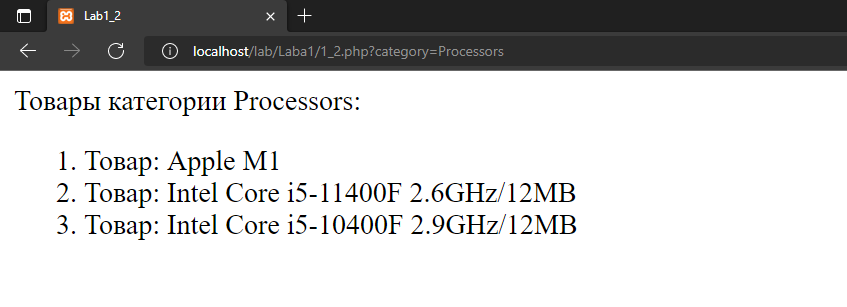 Lab1_2
localhost/lab/Laba1/1_2.php?category=Processors
Товары категории Processors:
1. Товар: Apple M1
2. Товар: Intel Core i5-11400F 2.6GHz/12MB
3. Товар: Intel Core i5-10400F 2.9GHz/12MB